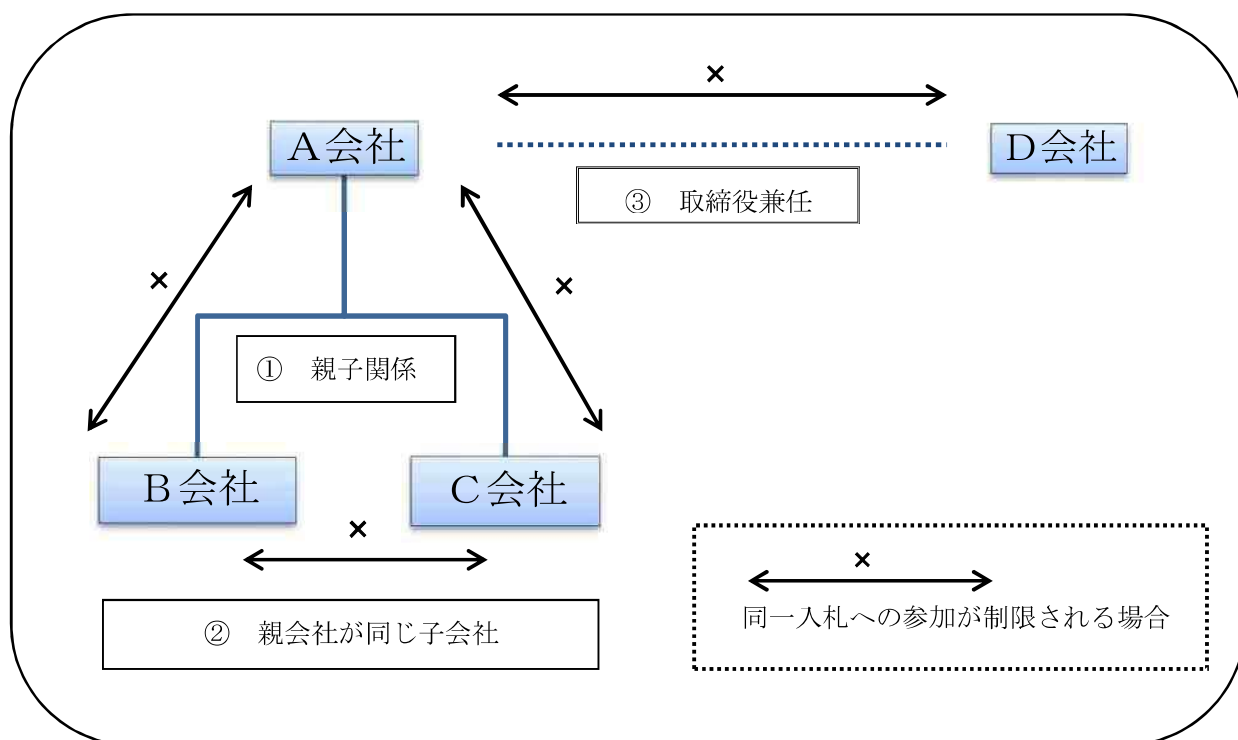 ×
A会社
D会社
③ 取締役兼任
×
×
① 親子関係
B会社
C会社
×
② 親会社が同じ子会社
×
同一入札への参加が制限される場合